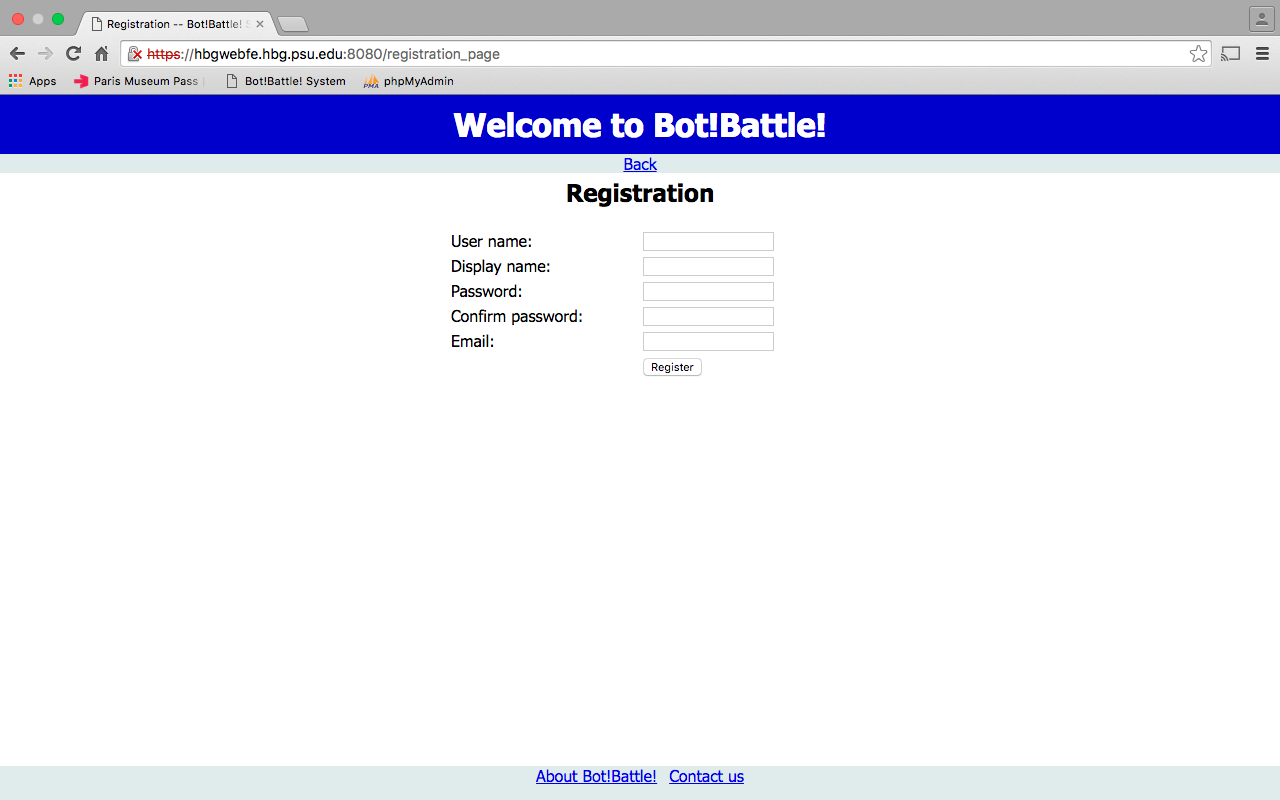 Registration -- Bot!Battle! S
https://hbgwebfe.hbg.psu.edu:8080/registration_page
Apps Paris Museum Pass Bot!Battle! System PMA phpMyAdmin
Welcome to Bot!Battle!
Back
Registration
User name:
Display name:
Password:
Confirm password:
Email:
Register
About Bot!Battle! Contact us